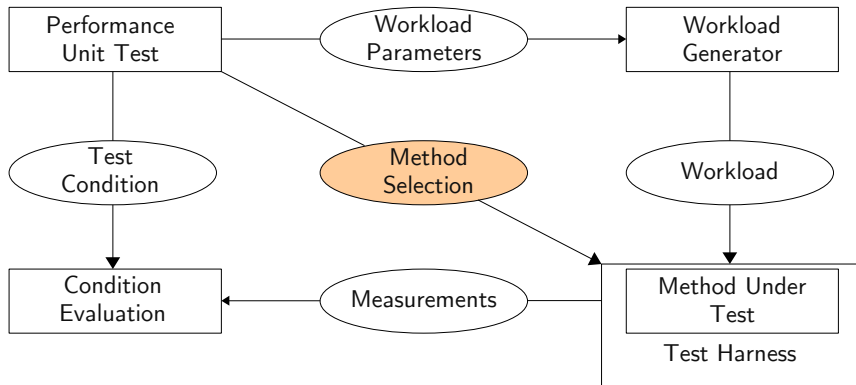 Performance
Unit Test
Workload
Parameters
Workload
Generator
Test
Condition
Method
Selection
Workload
Condition
Evaluation
Measurements
Method Under
Test
Test Harness